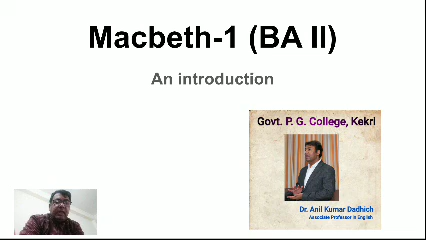 Macbeth-1 (BA II)
An introduction
Govt. P. G. College, Kekri
Dr. Anil Kumar Dadhich
Associate Professor in English